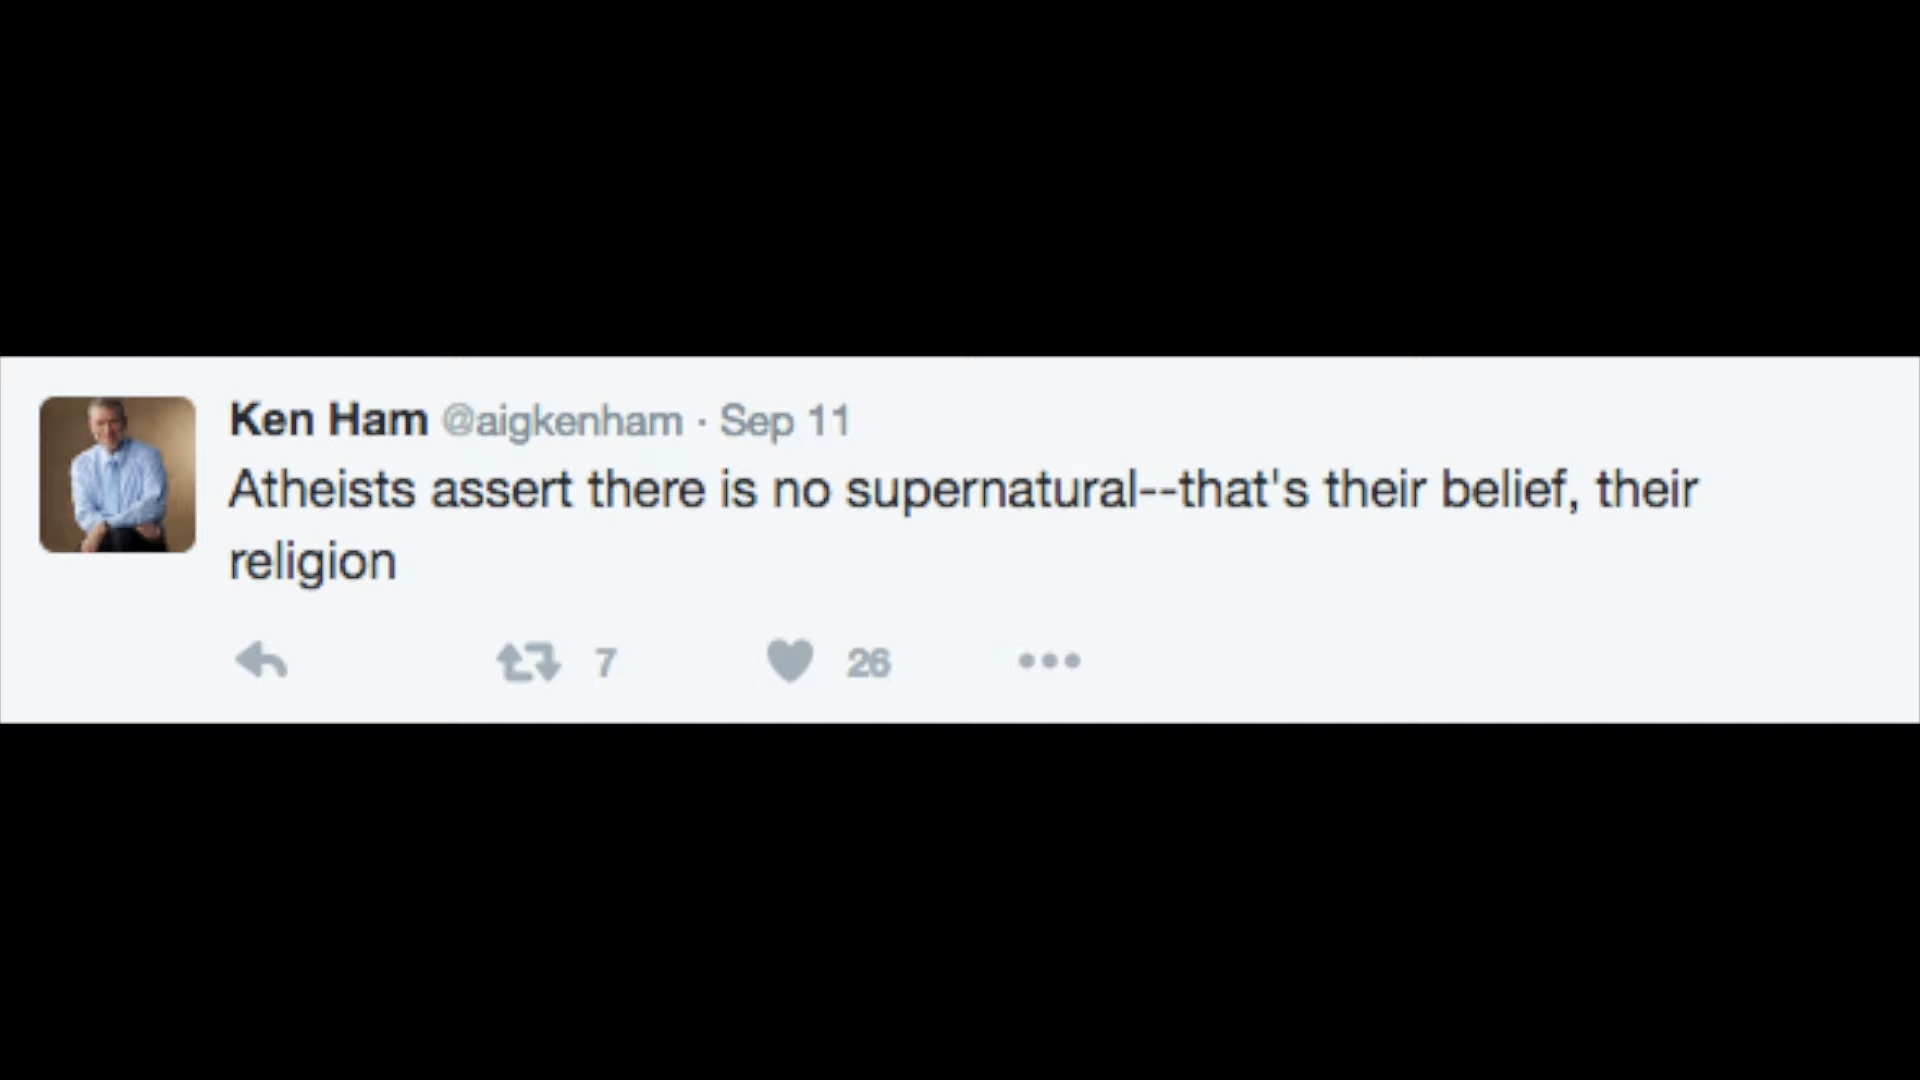 Ken Ham @aigkenham · Sep 11
Atheists assert there is no supernatural--that's their belief, their
religion
7 26